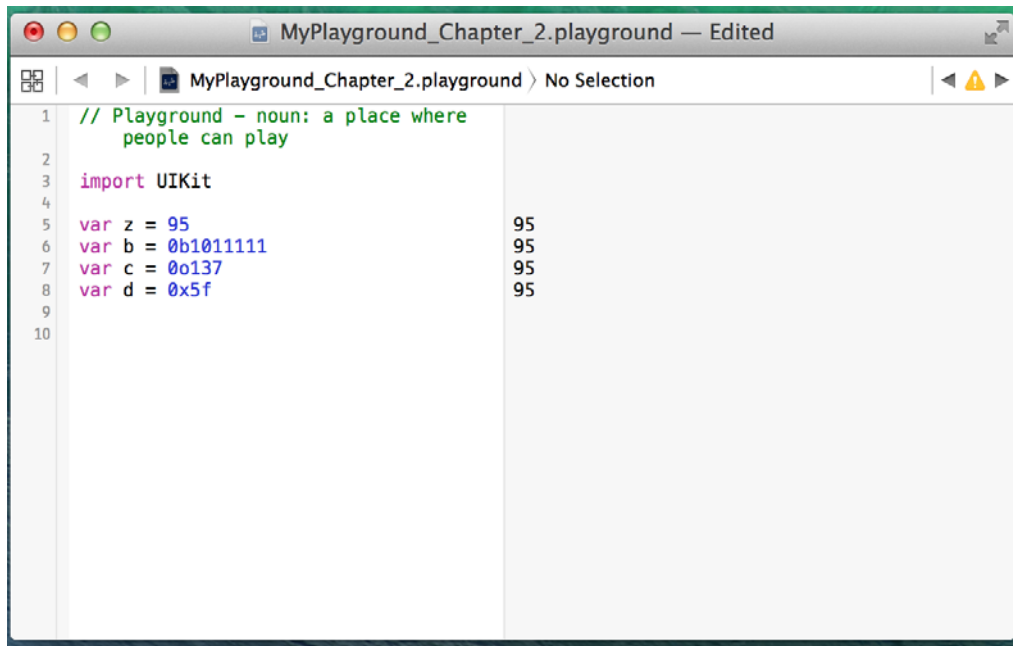 MyPlayground_Chapter_2.playground — Edited
MyPlayground_Chapter_2.playground 〉 No Selection
1 // Playground – noun: a place where
people can play
2
3 import UIKit
4
5 var z = 95 95
6 var b = 0b1011111 95
7 var c = 0o137 95
8 var d = 0x5f 95
9
10